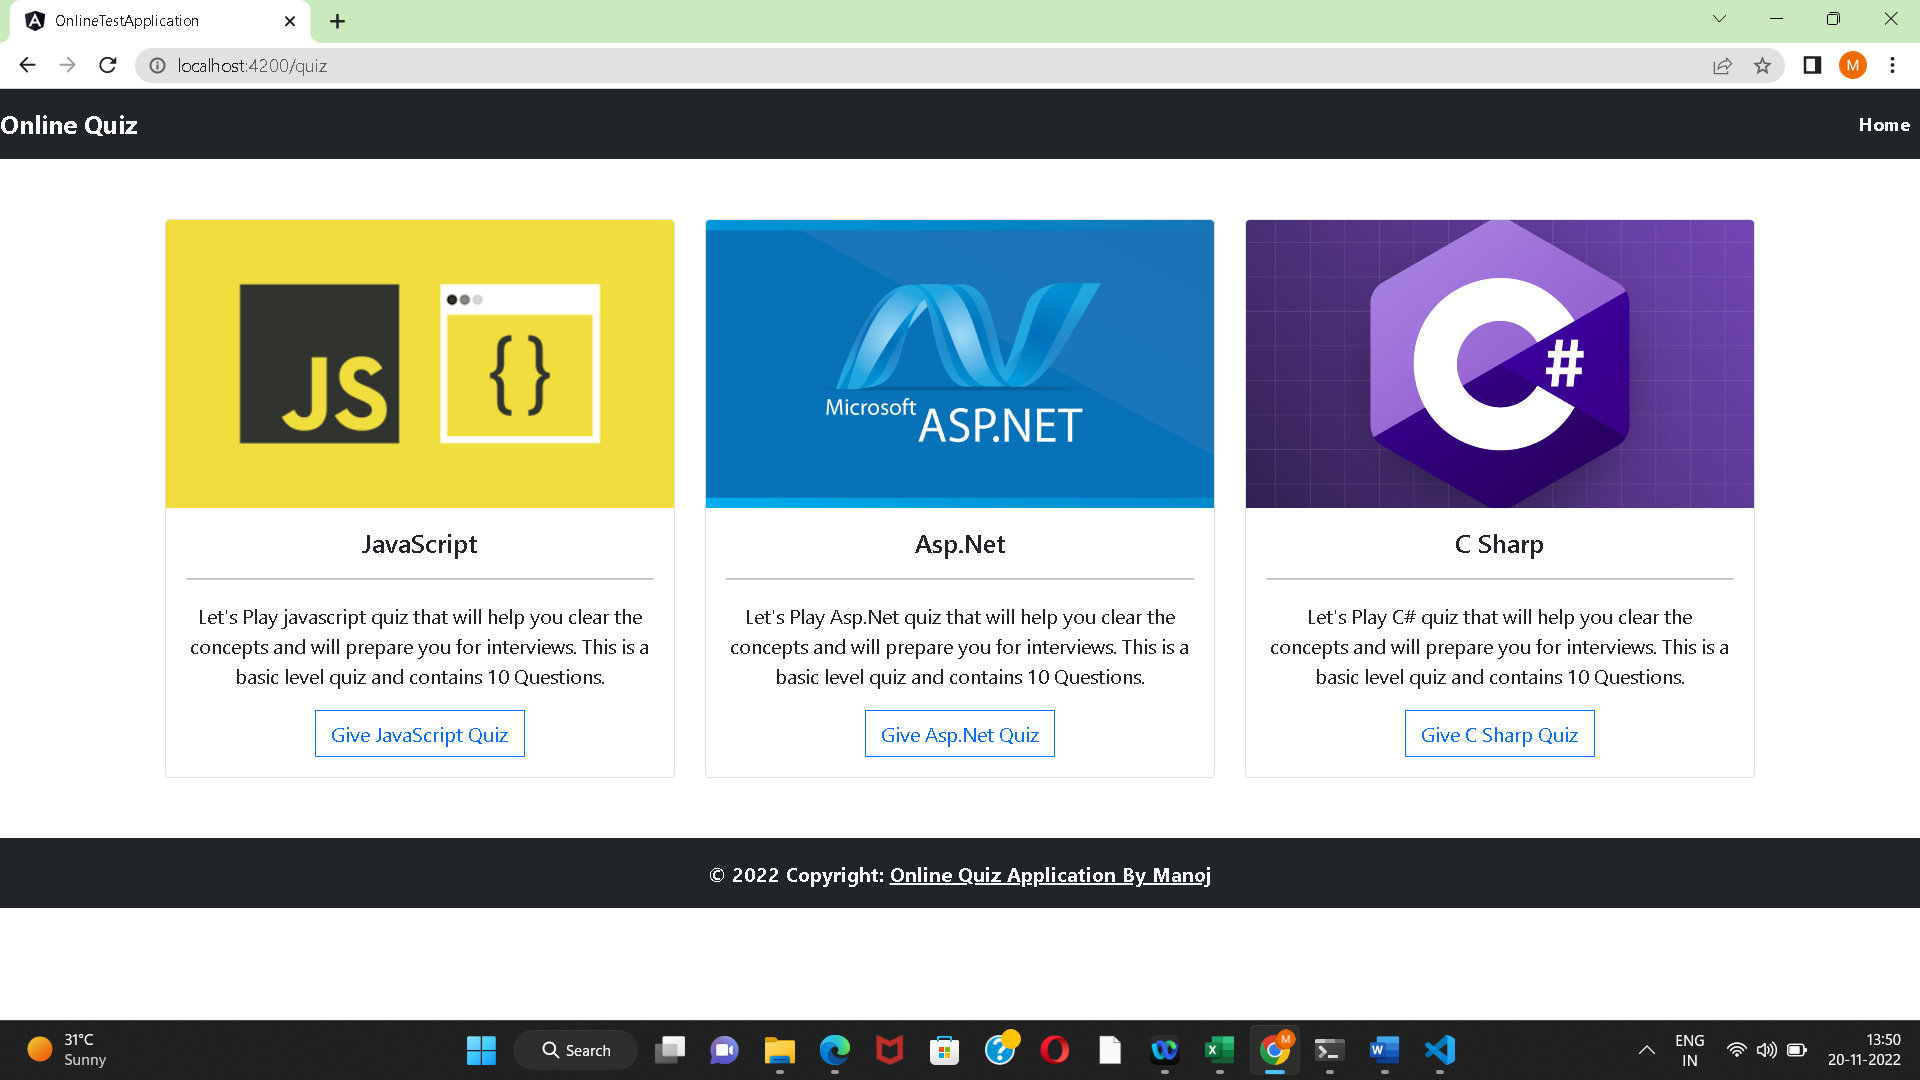 OnlineTestApplication
localhost:4200/quiz
M
Online Quiz
Home
JS
{ }
Microsoft
ASP.NET
C#
JavaScript
Let's Play javascript quiz that will help you clear the
concepts and will prepare you for interviews. This is a
basic level quiz and contains 10 Questions.
Give JavaScript Quiz
Asp.Net
Let's Play Asp.Net quiz that will help you clear the
concepts and will prepare you for interviews. This is a
basic level quiz and contains 10 Questions.
Give Asp.Net Quiz
C Sharp
Let's Play C# quiz that will help you clear the
concepts and will prepare you for interviews. This is a
basic level quiz and contains 10 Questions.
Give C Sharp Quiz
© 2022 Copyright: Online Quiz Application By Manoj
31°C
Sunny
Search
M
ENG
IN
13:50
20-11-2022